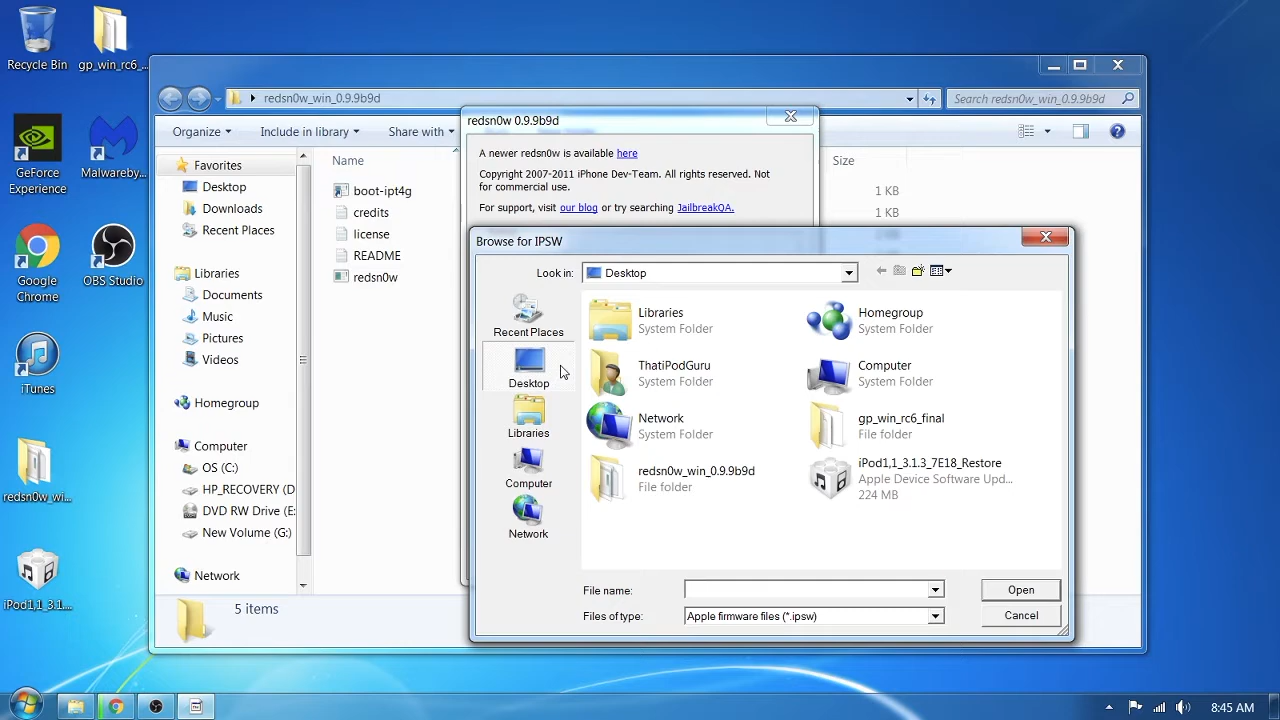 Recycle Bin
gp_win_rc6_...
GeForce
Experience
Malwareby...
Google
Chrome
OBS Studio
iTunes
redsn0w_wi...
iPod1,1_3.1....
redsn0w_win_0.9.9b9d
Search redsn0w_win_0.9.9b9d
Organize
Include in library
Share with
Favorites
Desktop
Downloads
Recent Places
Libraries
Documents
Music
Pictures
Videos
Homegroup
Computer
OS (C:)
HP_RECOVERY (D
DVD RW Drive (E:
New Volume (G:)
Network
Name
Size
boot-ipt4g
1 KB
credits
1 KB
license
README
redsn0w
5 items
redsn0w 0.9.9b9d
A newer redsn0w is available here
Copyright 2007-2011 iPhone Dev-Team. All rights reserved. Not
for commercial use.
For support, visit our blog or try searching JailbreakQA.
Browse for IPSW
Look in:
Desktop
Recent Places
Desktop
Libraries
Computer
Network
Libraries
System Folder
Homegroup
System Folder
ThatiPodGuru
System Folder
Computer
System Folder
Network
System Folder
gp_win_rc6_final
File folder
redsn0w_win_0.9.9b9d
File folder
iPod1,1_3.1.3_7E18_Restore
Apple Device Software Upd...
224 MB
File name:
Open
Files of type:
Apple firmware files (*.ipsw)
Cancel
8:45 AM